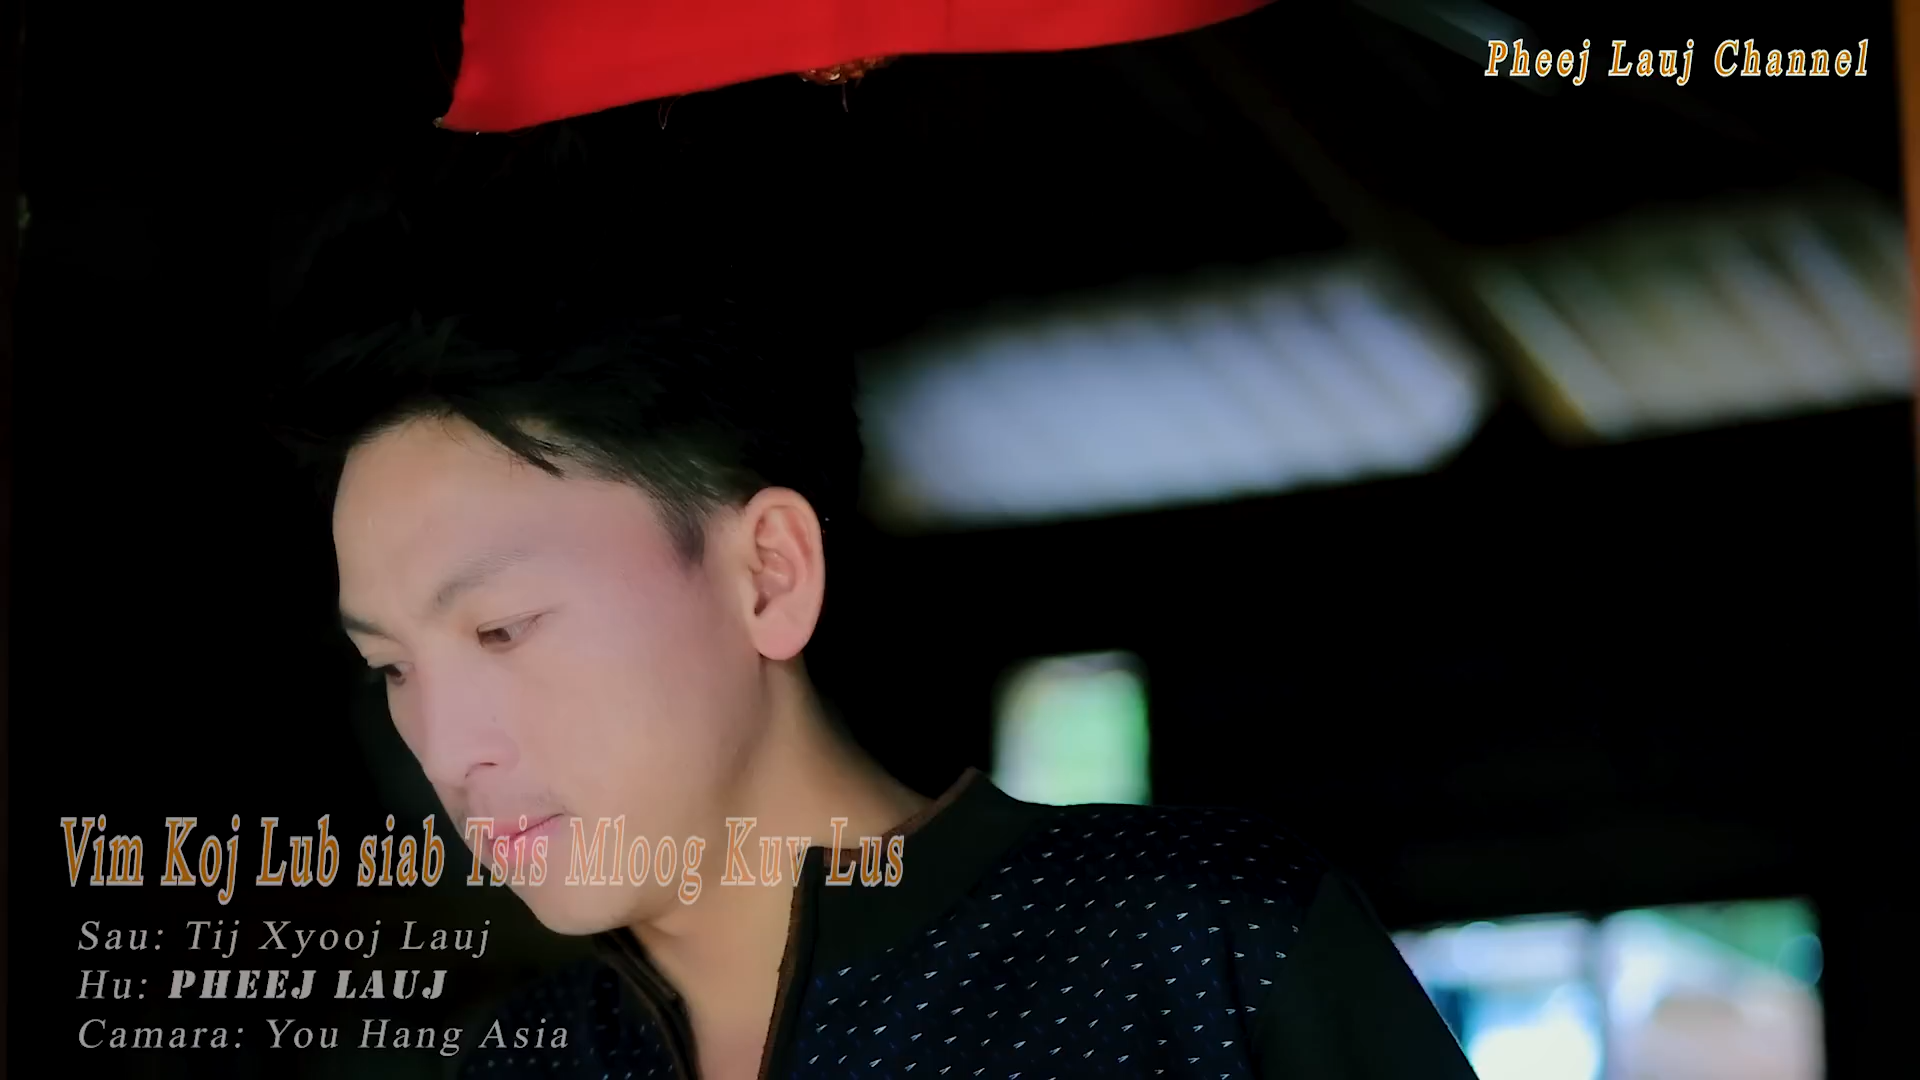 Pheej Lauj Channel
Vim Koj Lub siab Tsis Mloog Kuv Lus
Sau: Tij Xyooj Lauj
Hu: PHEEJ LAUJ
Camara: You Hang Asia